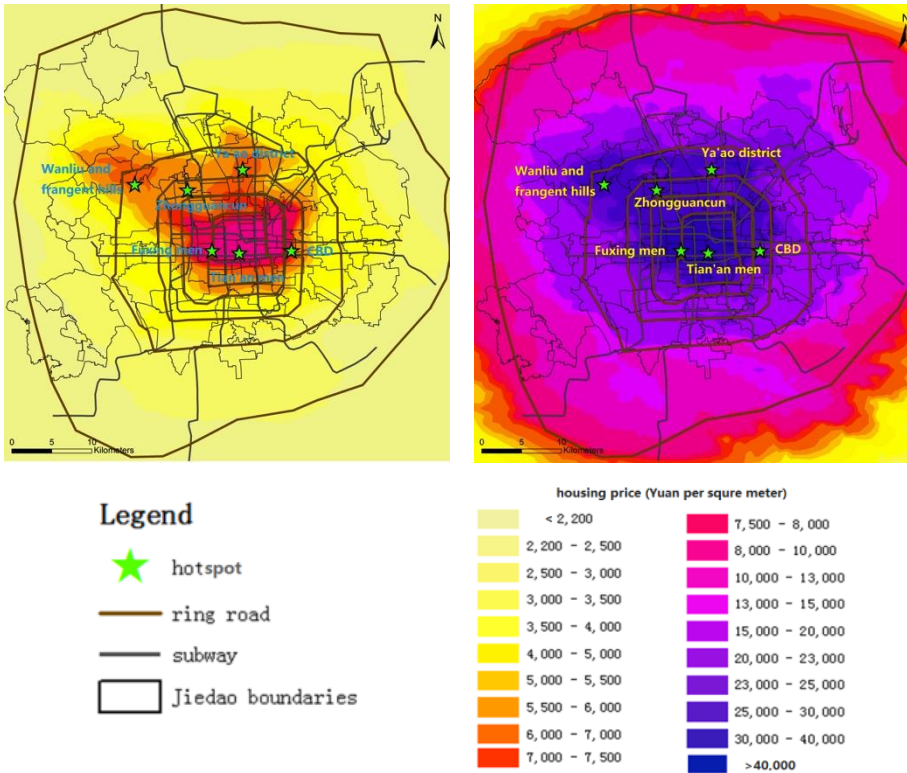 N
Ya'ao district
Wanliu and
frangent hills
Zhongguancun
Fuxing men
CBD
Tian'an men
0 5 10
Kilometers
N
Ya'ao district
Wanliu and
frangent hills
Zhongguancun
Fuxing men
CBD
Tian'an men
0 5 10
Kilometers
Legend
hotspot
ring road
subway
Jiedao boundaries
housing price (Yuan per squre meter)
< 2,200
2,200 - 2,500
2,500 - 3,000
3,000 - 3,500
3,500 - 4,000
4,000 - 5,000
5,000 - 5,500
5,500 - 6,000
6,000 - 7,000
7,000 - 7,500
7,500 - 8,000
8,000 - 10,000
10,000 - 13,000
13,000 - 15,000
15,000 - 20,000
20,000 - 23,000
23,000 - 25,000
25,000 - 30,000
30,000 - 40,000
>40,000